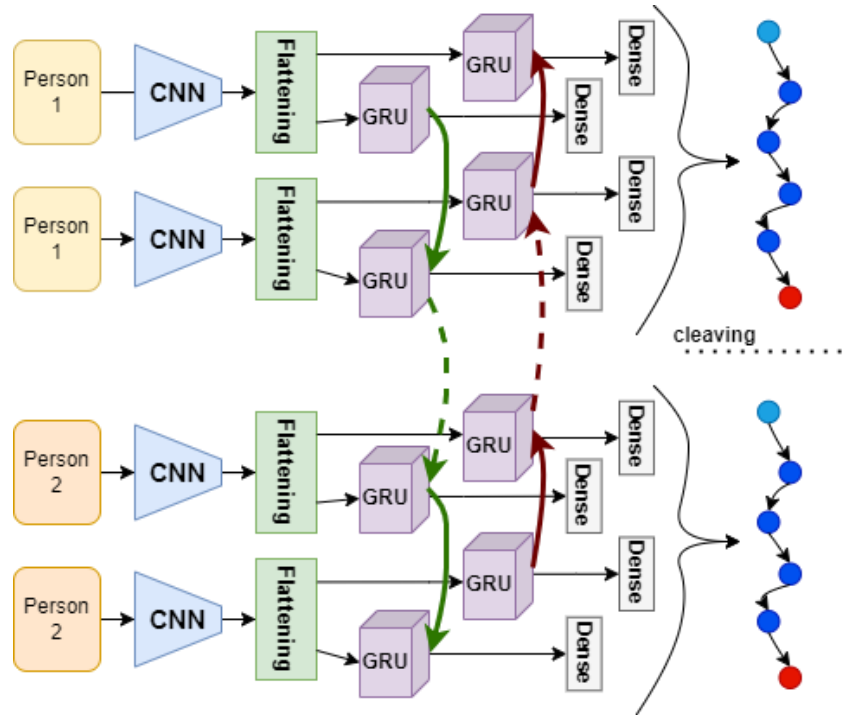 Person
1
CNN
Flattening
GRU
GRU
Dense
Dense
Person
1
CNN
Flattening
GRU
GRU
Dense
Dense
cleaving
Person
2
CNN
Flattening
GRU
GRU
Dense
Dense
Person
2
CNN
Flattening
GRU
GRU
Dense
Dense